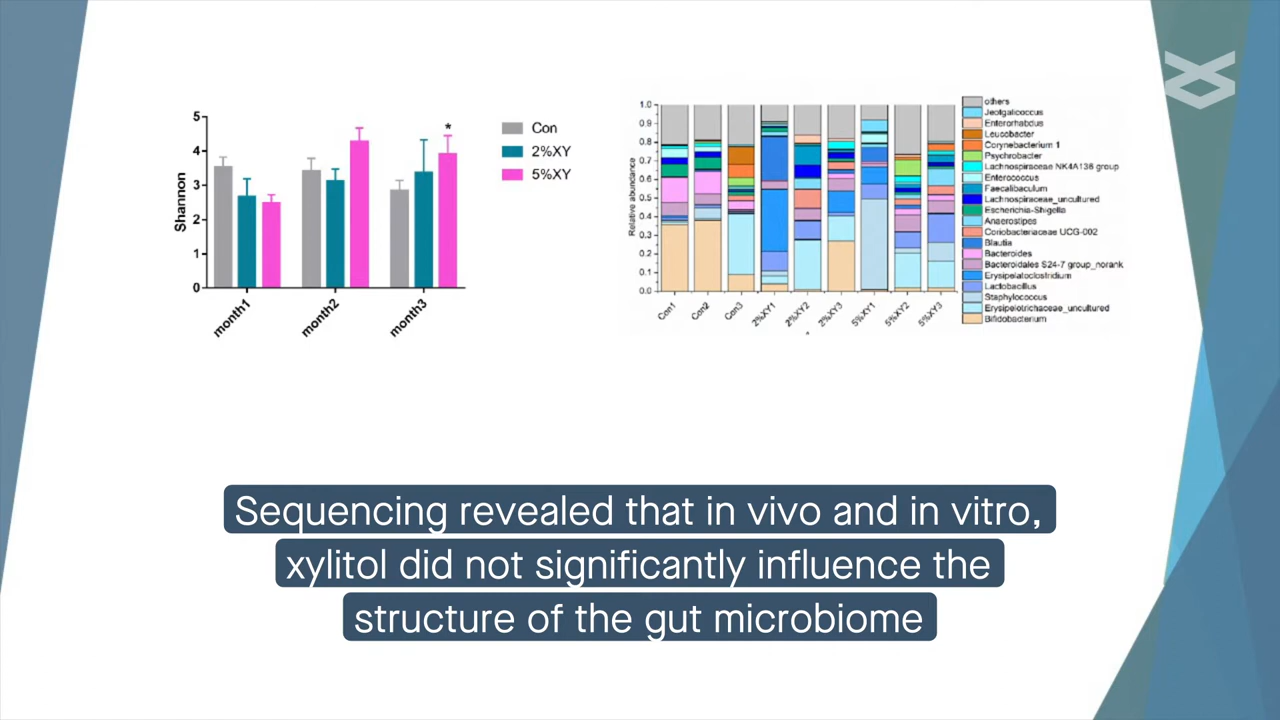 5
4
3
2
1
0
Shannon
month1
month2
month3
*
Con
2%XY
5%XY
1.0
0.9
0.8
0.7
0.6
0.5
0.4
0.3
0.2
0.1
0.0
Relative abundance
Con1
Con2
Con3
2%XY1
2%XY2
2%XY3
5%XY1
5%XY2
5%XY3
others
Jeotgalicoccus
Enterorhabdus
Leucobacter
Corynebacterium 1
Psychrobacter
Lachnospiraceae NK4A136 group
Enterococcus
Faecalibaculum
Lachnospiraceae_uncultured
Escherichia-Shigella
Anaerostipes
Coriobacteriaceae UCG-002
Blautia
Bacteroides
Bacteroidales S24-7 group_norank
Erysipelatoclostridium
Lactobacillus
Staphylococcus
Erysipelotrichaceae_uncultured
Bifidobacterium
Sequencing revealed that in vivo and in vitro,
xylitol did not significantly influence the
structure of the gut microbiome